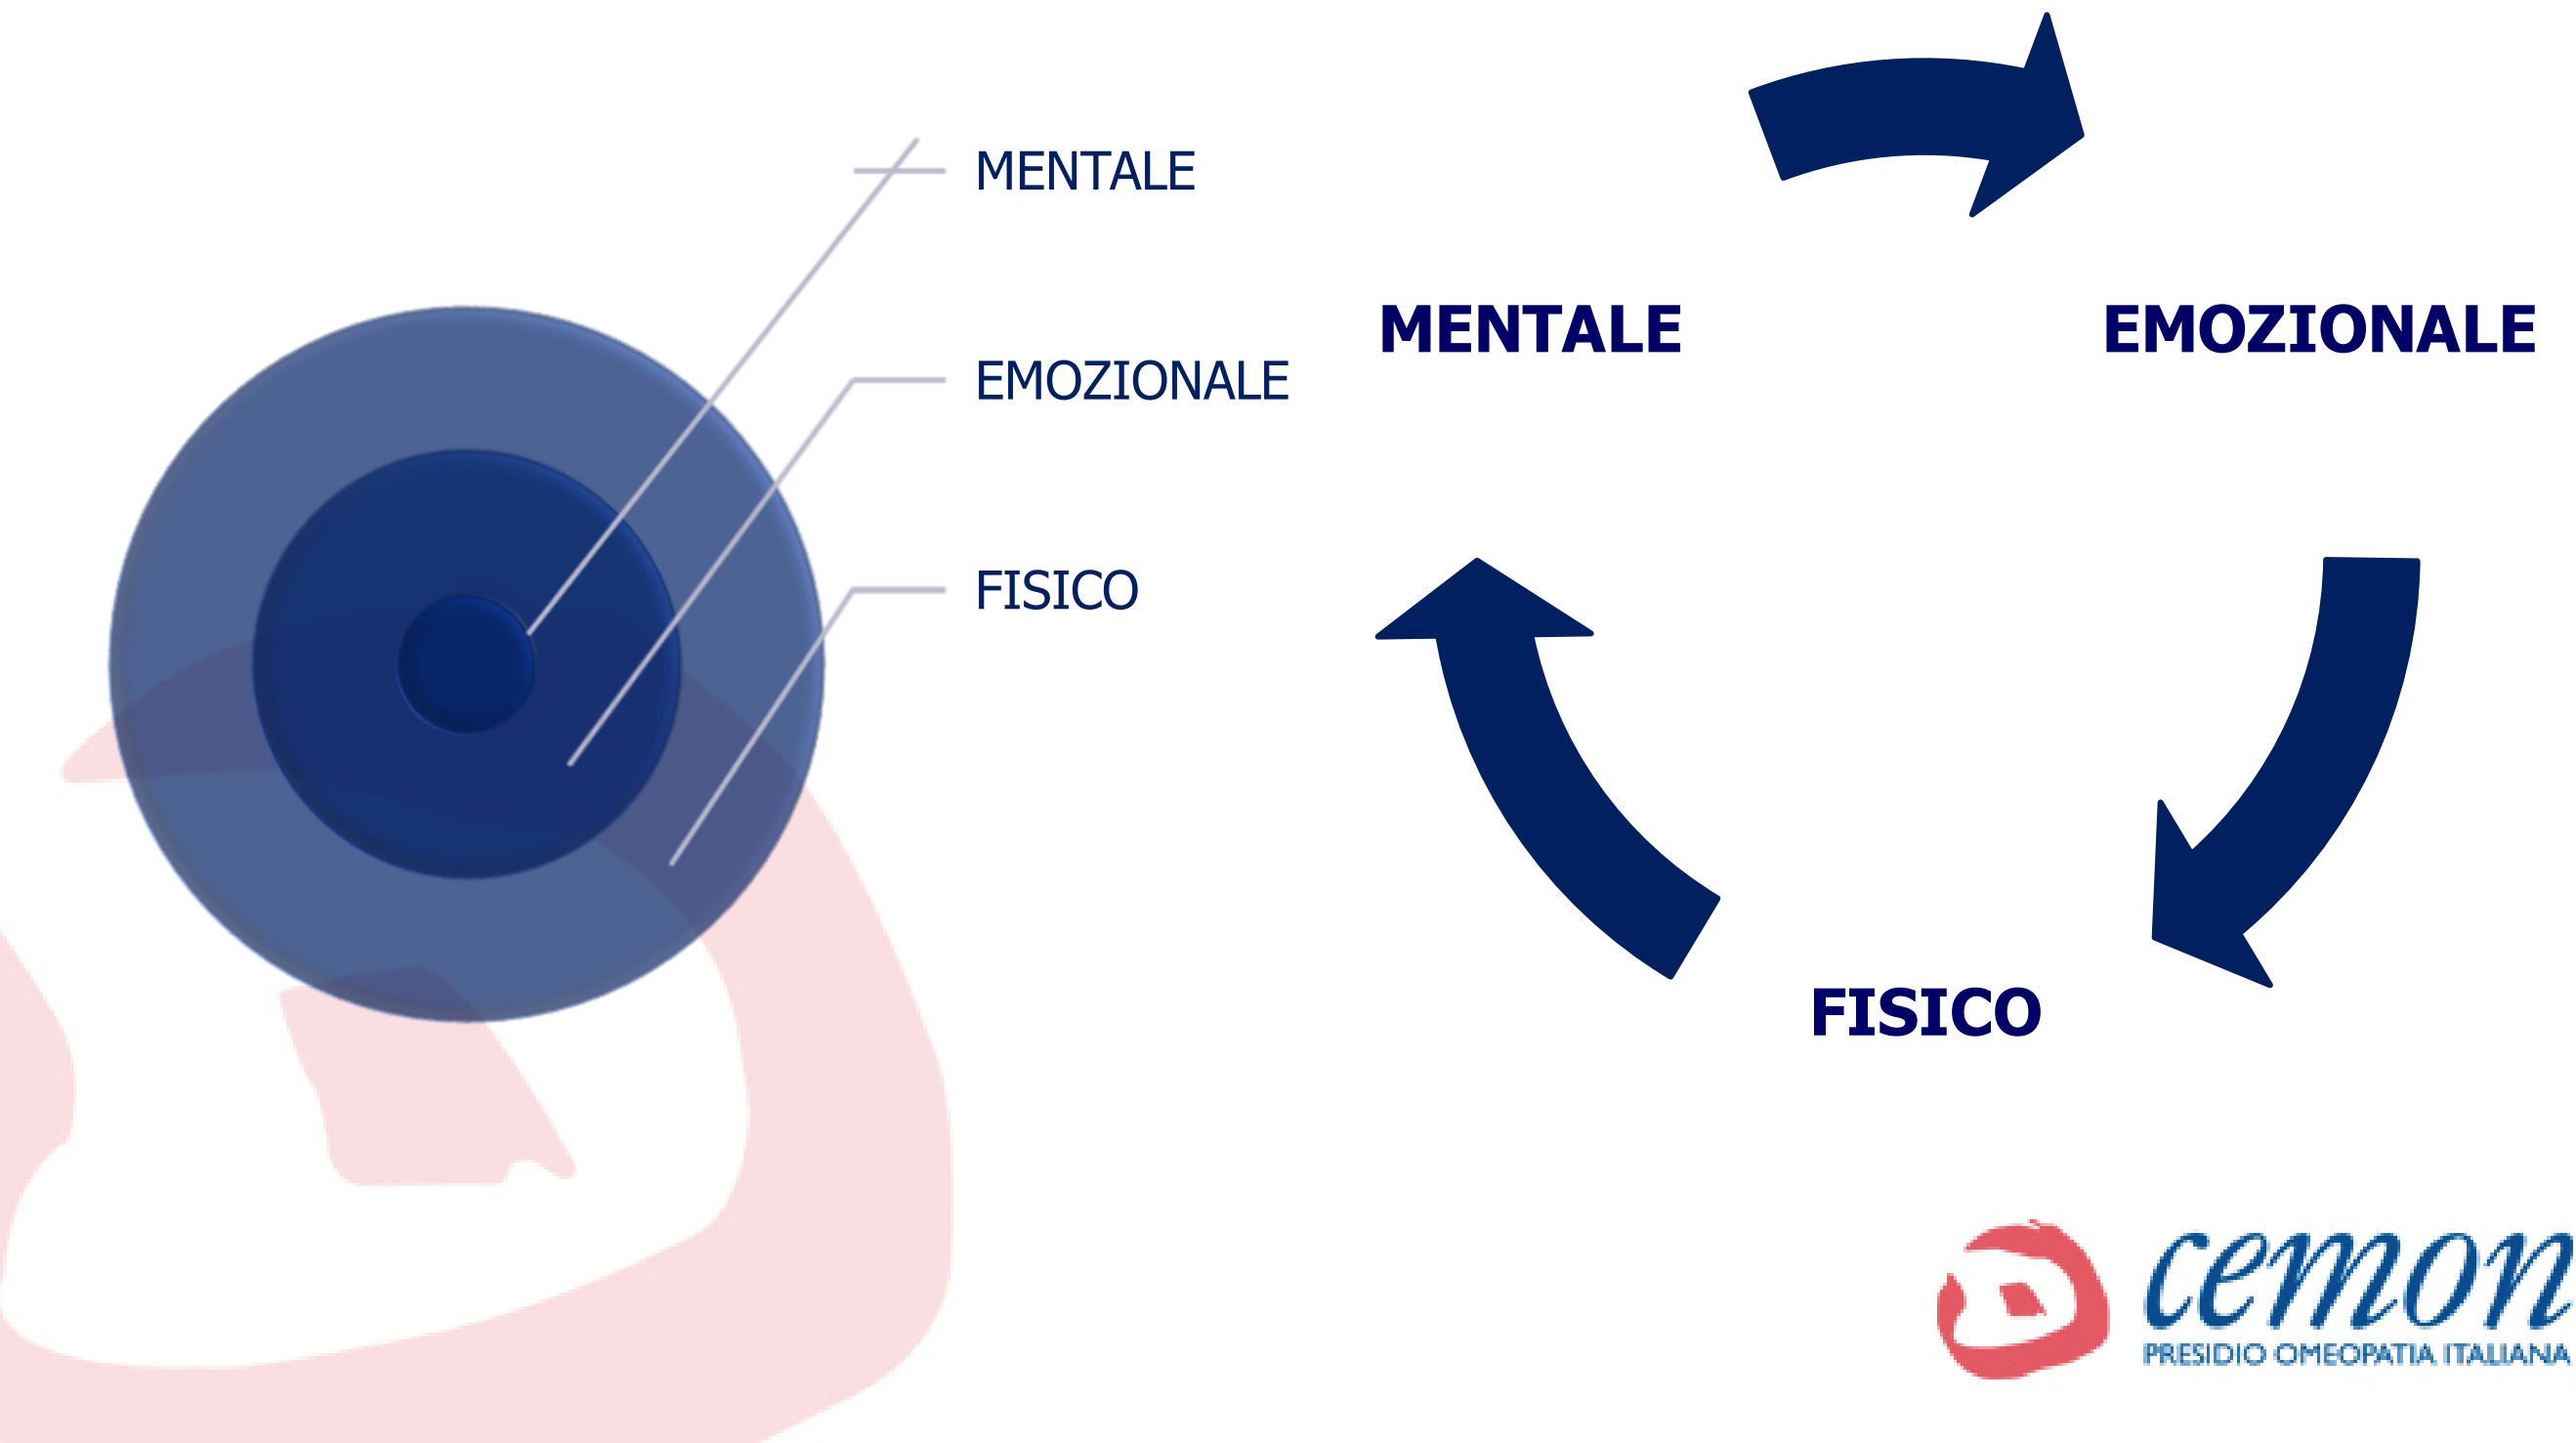 MENTALE
EMOZIONALE
FISICO
MENTALE
EMOZIONALE
FISICO
cemon
PRESIDIO OMEOPATIA ITALIANA